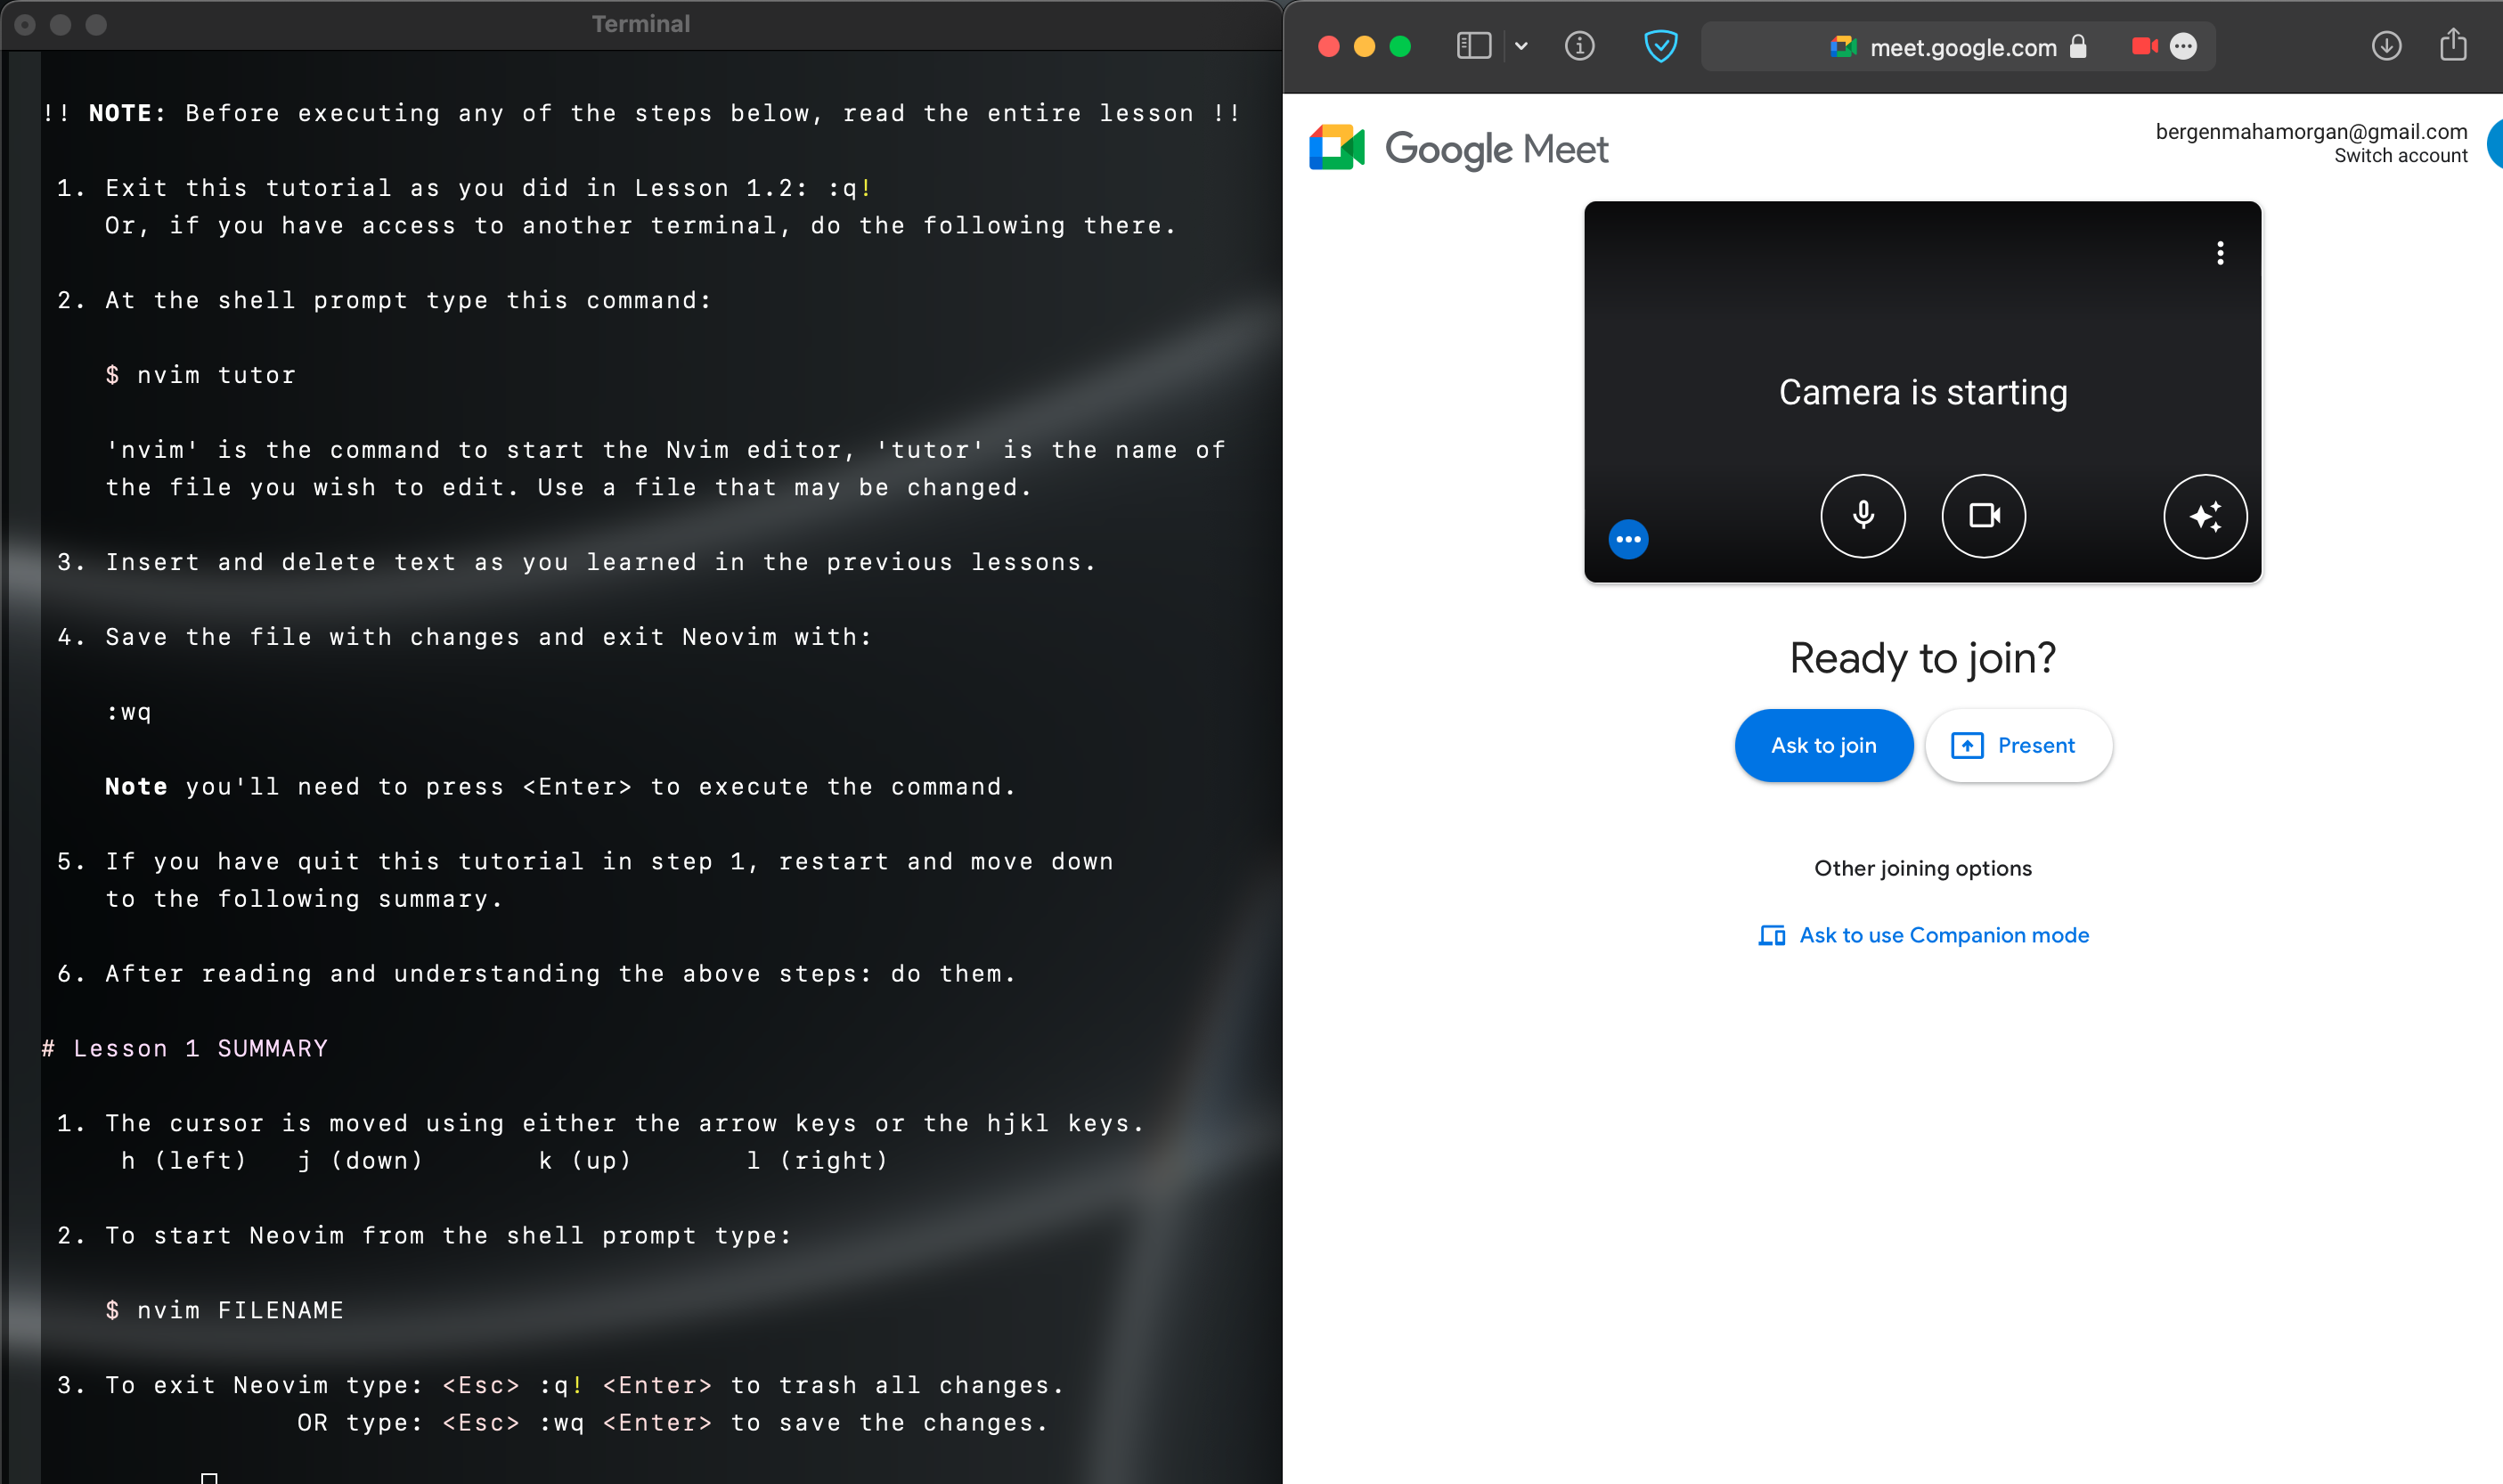 Terminal
!! NOTE: Before executing any of the steps below, read the entire lesson !!
1. Exit this tutorial as you did in Lesson 1.2: :q!
Or, if you have access to another terminal, do the following there.
2. At the shell prompt type this command:
$ nvim tutor
'nvim' is the command to start the Nvim editor, 'tutor' is the name of
the file you wish to edit. Use a file that may be changed.
3. Insert and delete text as you learned in the previous lessons.
4. Save the file with changes and exit Neovim with:
:wq
Note you'll need to press <Enter> to execute the command.
5. If you have quit this tutorial in step 1, restart and move down
to the following summary.
6. After reading and understanding the above steps: do them.
# Lesson 1 SUMMARY
1. The cursor is moved using either the arrow keys or the hjkl keys.
h (left) j (down) k (up) l (right)
2. To start Neovim from the shell prompt type:
$ nvim FILENAME
3. To exit Neovim type: <Esc> :q! <Enter> to trash all changes.
OR type: <Esc> :wq <Enter> to save the changes.
meet.google.com
Google Meet
bergenmahamorgan@gmail.com
Switch account
Camera is starting
Ready to join?
Ask to join
Present
Other joining options
Ask to use Companion mode